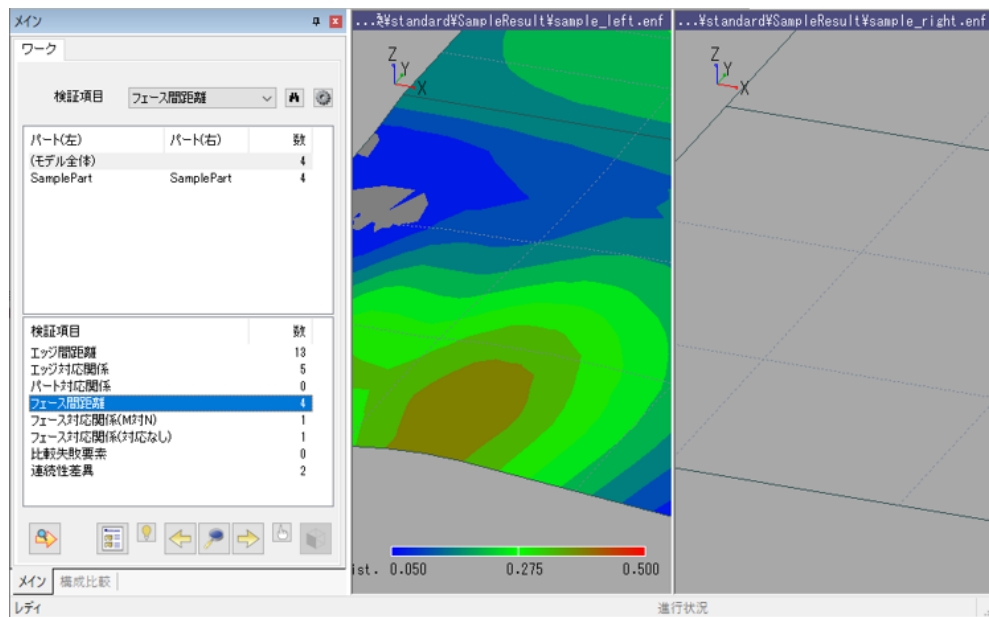 メイン
ワーク
検証項目 フェース間距離
パート(左) パート(右) 数
(モデル全体) 4
SamplePart SamplePart 4
検証項目 数
エッジ間距離 13
エッジ対応関係 5
パート対応関係 0
フェース間距離 4
フェース対応関係(M対N) 1
フェース対応関係(対応なし) 1
比較失敗要素 0
連続性差異 2
メイン 構成比較
レディ
...¥standard¥SampleResult¥sample_left.enf
Z
Y
X
ist. 0.050 0.275 0.500
...¥standard¥SampleResult¥sample_right.enf
Z
Y
X
進行状況